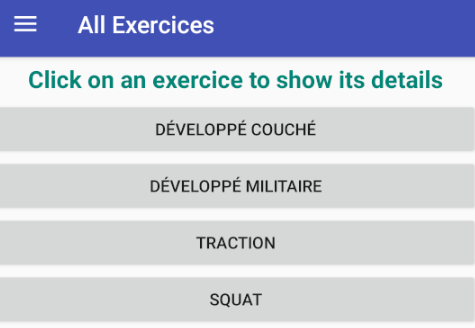 All Exercices
Click on an exercice to show its details
DÉVELOPPÉ COUCHÉ
DÉVELOPPÉ MILITAIRE
TRACTION
SQUAT